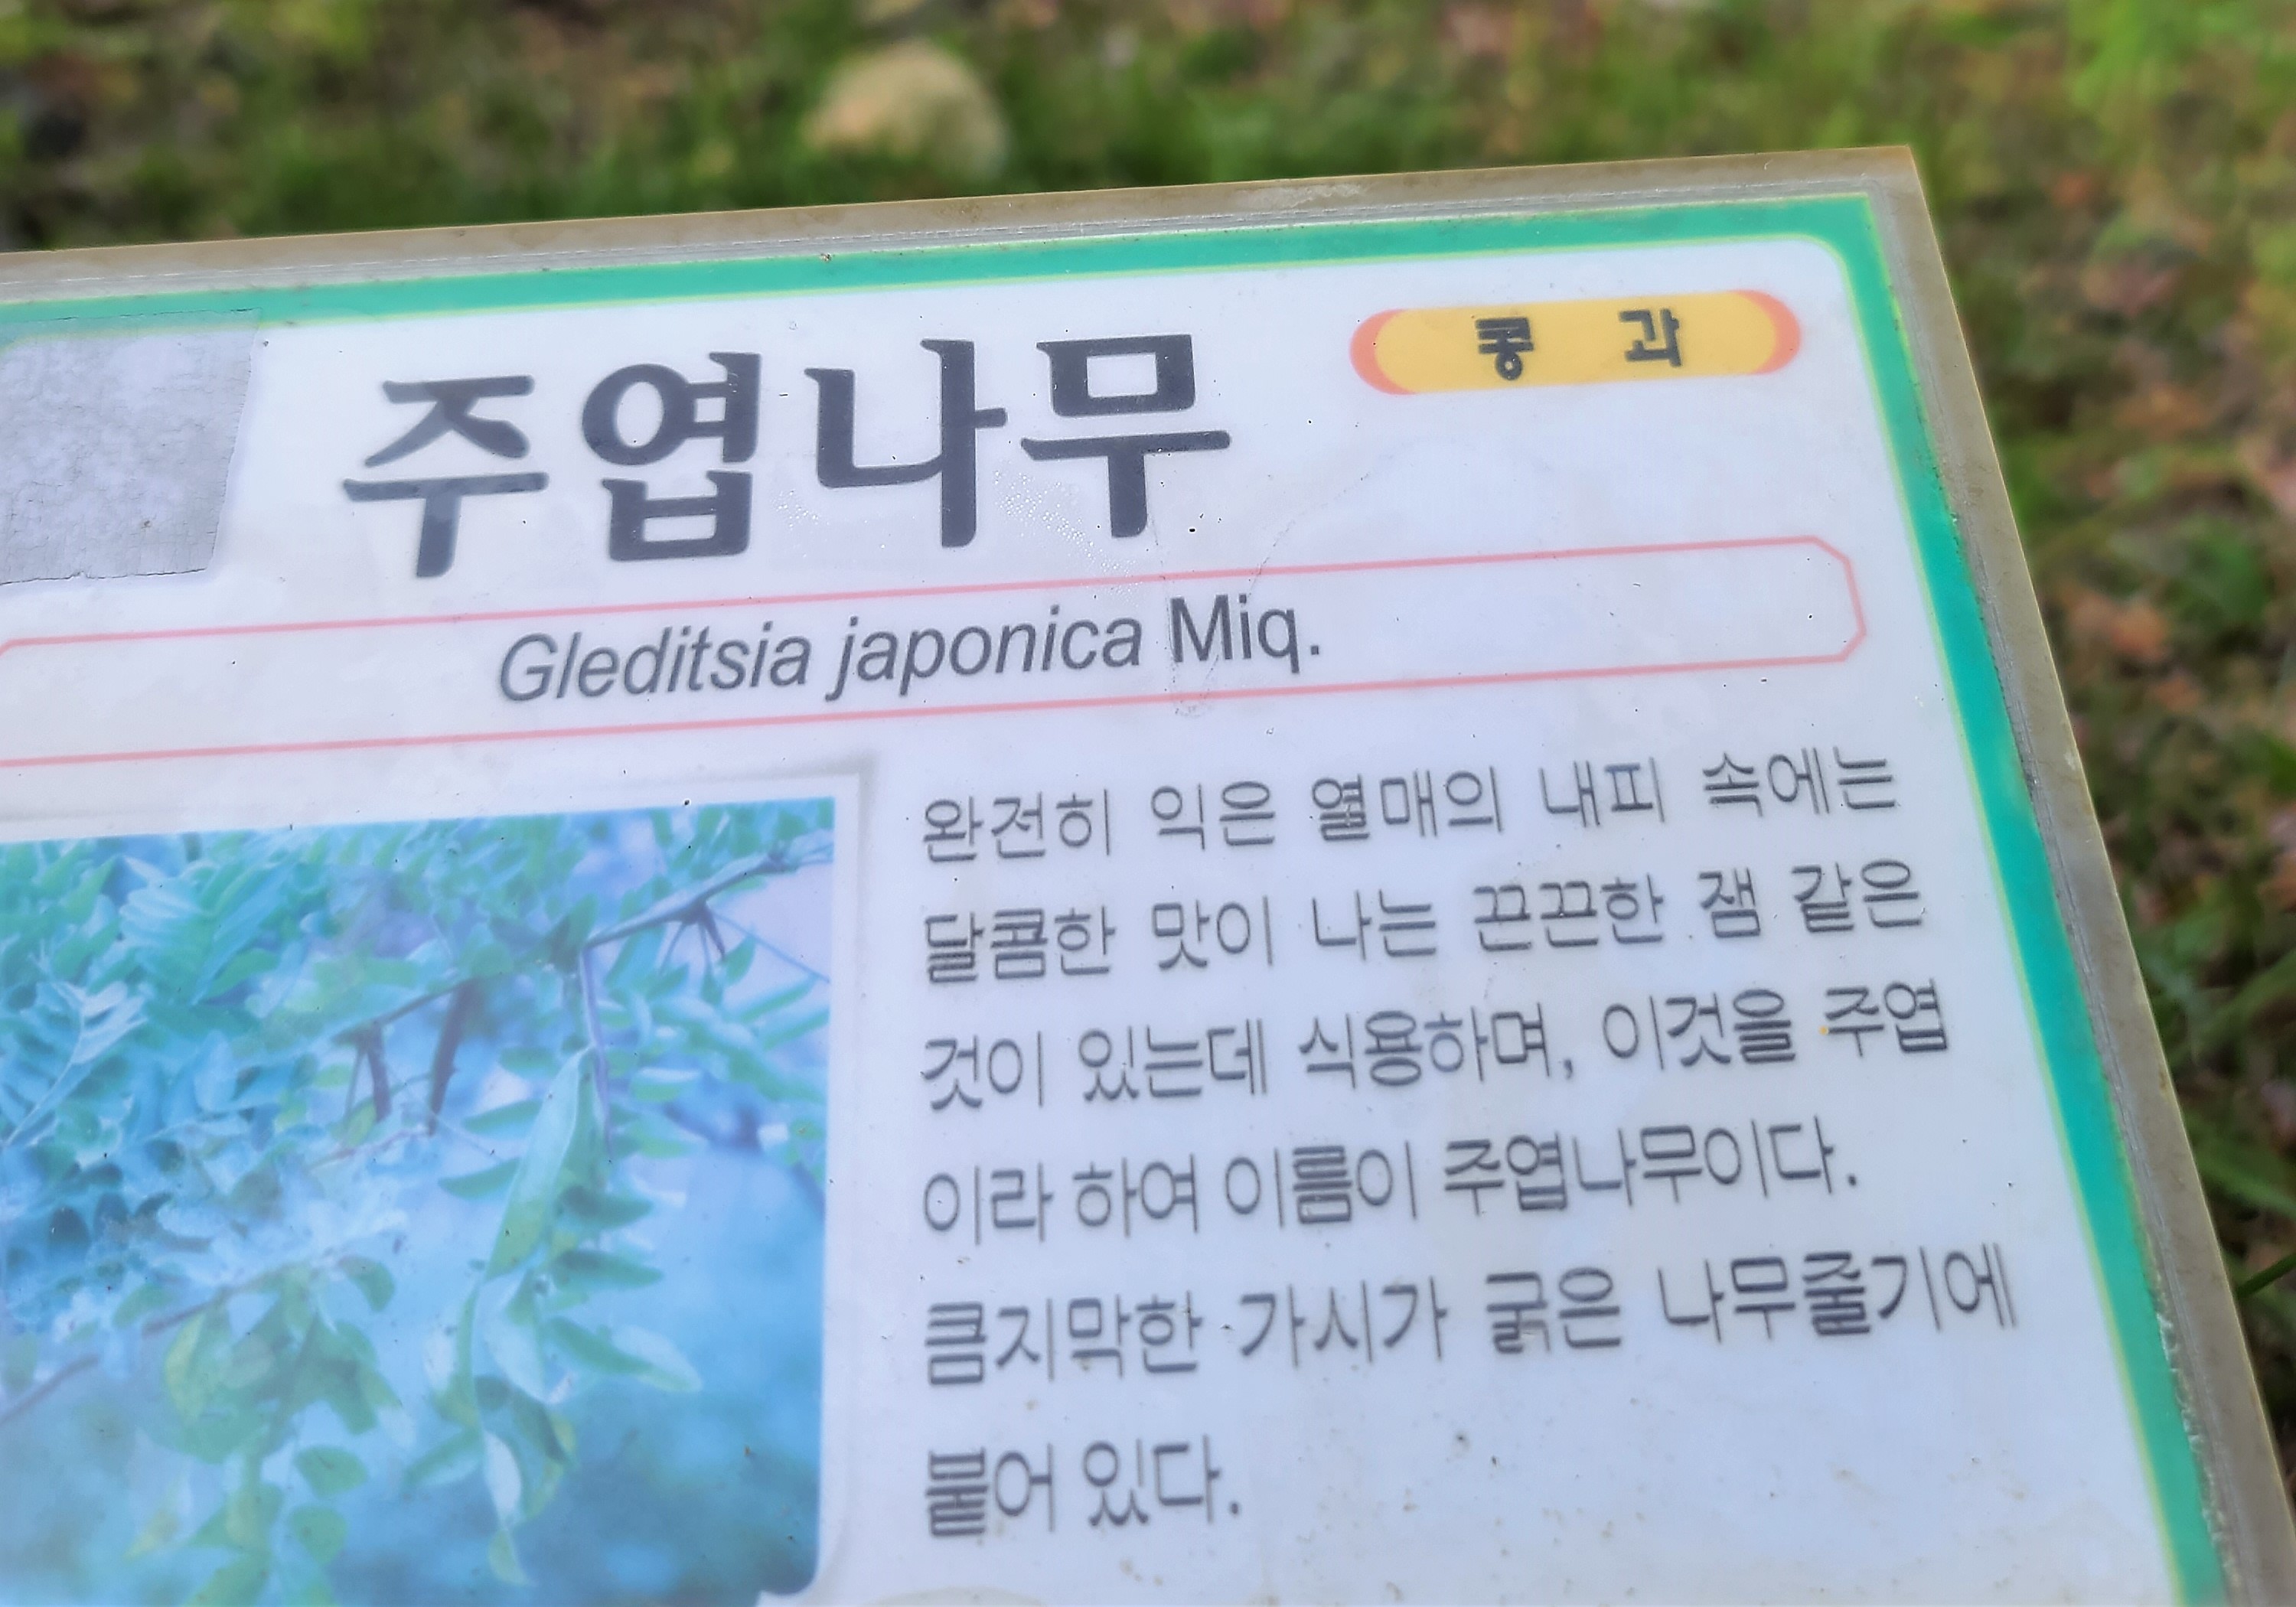 주엽나무
콩 과
Gleditsia japonica Miq.
완전히 익은 열매의 내피 속에는
달콤한 맛이 나는 끈끈한 잼 같은
것이 있는데 식용하며, 이것을 주엽
이라 하여 이름이 주엽나무이다.
큼지막한 가시가 굵은 나무줄기에
붙어 있다.